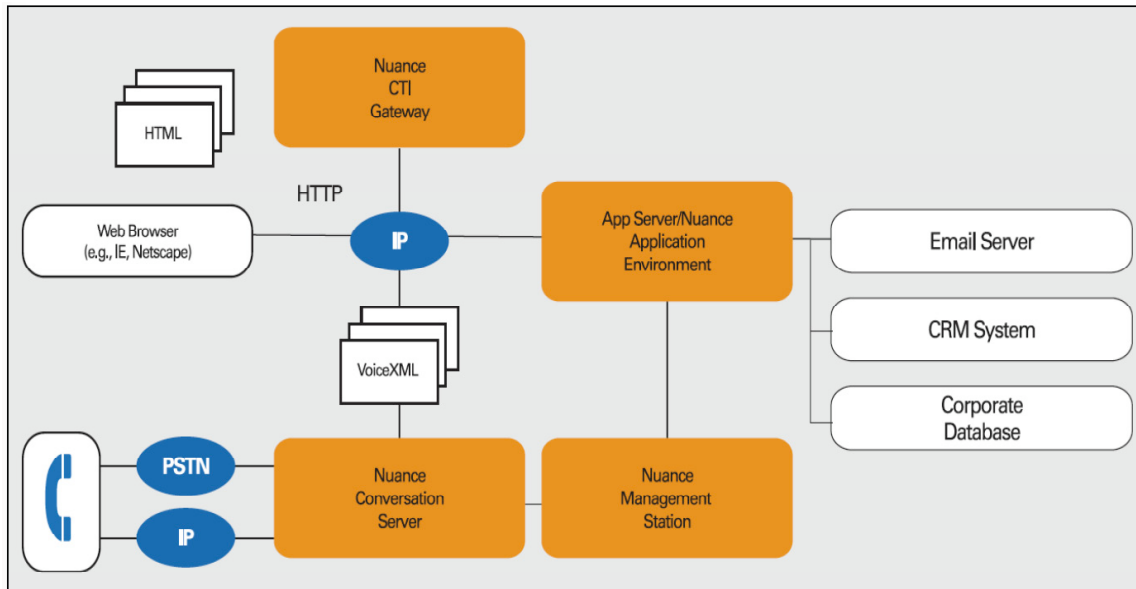 Nuance
CTI
Gateway
HTML
HTTP
Web Browser
(e.g., IE, Netscape)
IP
App Server/Nuance
Application
Environment
Email Server
CRM System
Corporate
Database
VoiceXML
PSTN
IP
Nuance
Conversation
Server
Nuance
Management
Station